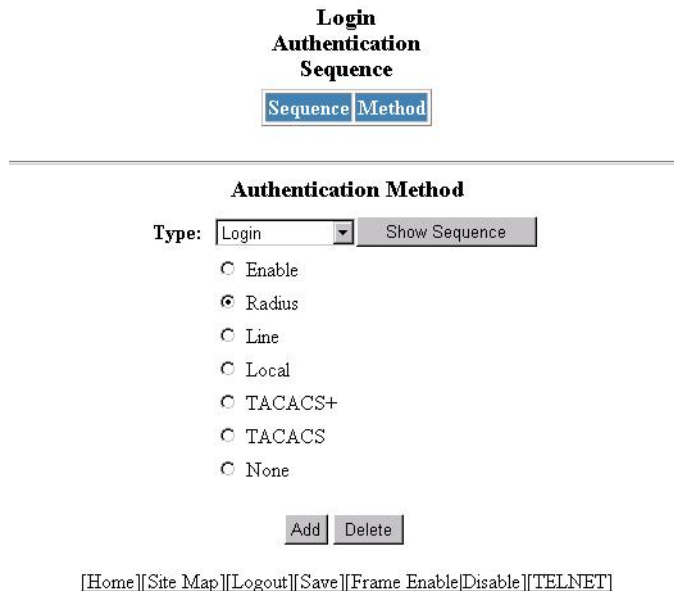 Login
Authentication
Sequence
Sequence Method
Authentication Method
Type: Login Show Sequence
Enable
Radius
Line
Local
TACACS+
TACACS
None
Add Delete
[Home][Site Map][Logout][Save][Frame Enable|Disable][TELNET]